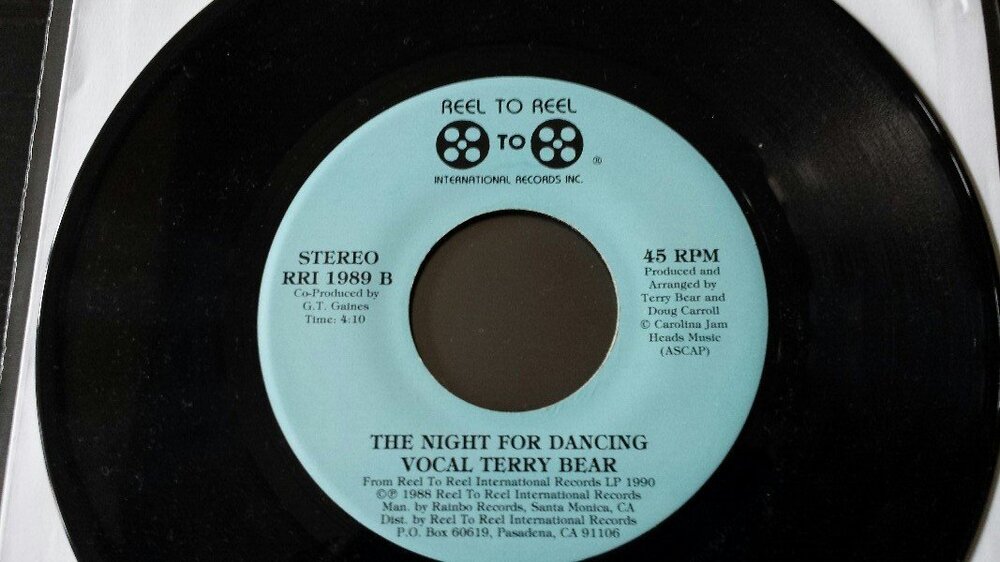 REEL TO REEL
TO ®
INTERNATIONAL RECORDS INC.
STEREO
RRI 1989 B
Co-Produced by
G.T. Gaines
Time: 4:10
45 RPM
Produced and
Arranged by
Terry Bear and
Doug Carroll
© Carolina Jam
Heads Music
(ASCAP)
THE NIGHT FOR DANCING
VOCAL TERRY BEAR
From Reel To Reel International Records LP 1990
©℗ 1988 Reel To Reel International Records
Man. by Rainbo Records, Santa Monica, CA
Dist. by Reel To Reel International Records
P.O. Box 60619, Pasadena, CA 91106